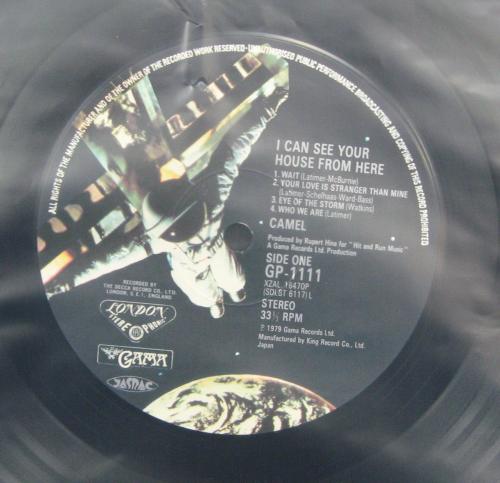 ALL RIGHTS OF THE MANUFACTURER AND OF THE OWNER OF THE RECORDED WORK RESERVED-UNAUTHORISED PUBLIC PERFORMANCE BROADCASTING AND COPYING OF THIS RECORD PROHIBITED
I CAN SEE YOUR
HOUSE FROM HERE
1. WAIT (Latimer-McBurnie)
2. YOUR LOVE IS STRANGER THAN MINE
(Latimer-Schelhaas-Ward-Bass)
3. EYE OF THE STORM (Watkins)
4. WHO WE ARE (Latimer)
CAMEL
Produced by Rupert Hine for "Hit and Run Music"
A Gama Records Ltd. Production
SIDE ONE
GP-1111
XZAL 16470P
(SDLST 6117)L
STEREO
33⅓ RPM
℗ 1979 Gama Records Ltd.
Manufactured by King Record Co., Ltd.
Japan
RECORDED BY
THE DECCA RECORD CO., LTD.
LONDON, S.E.1, ENGLAND
LONDON
STEREOPHONIC
GAMA
JASRAC